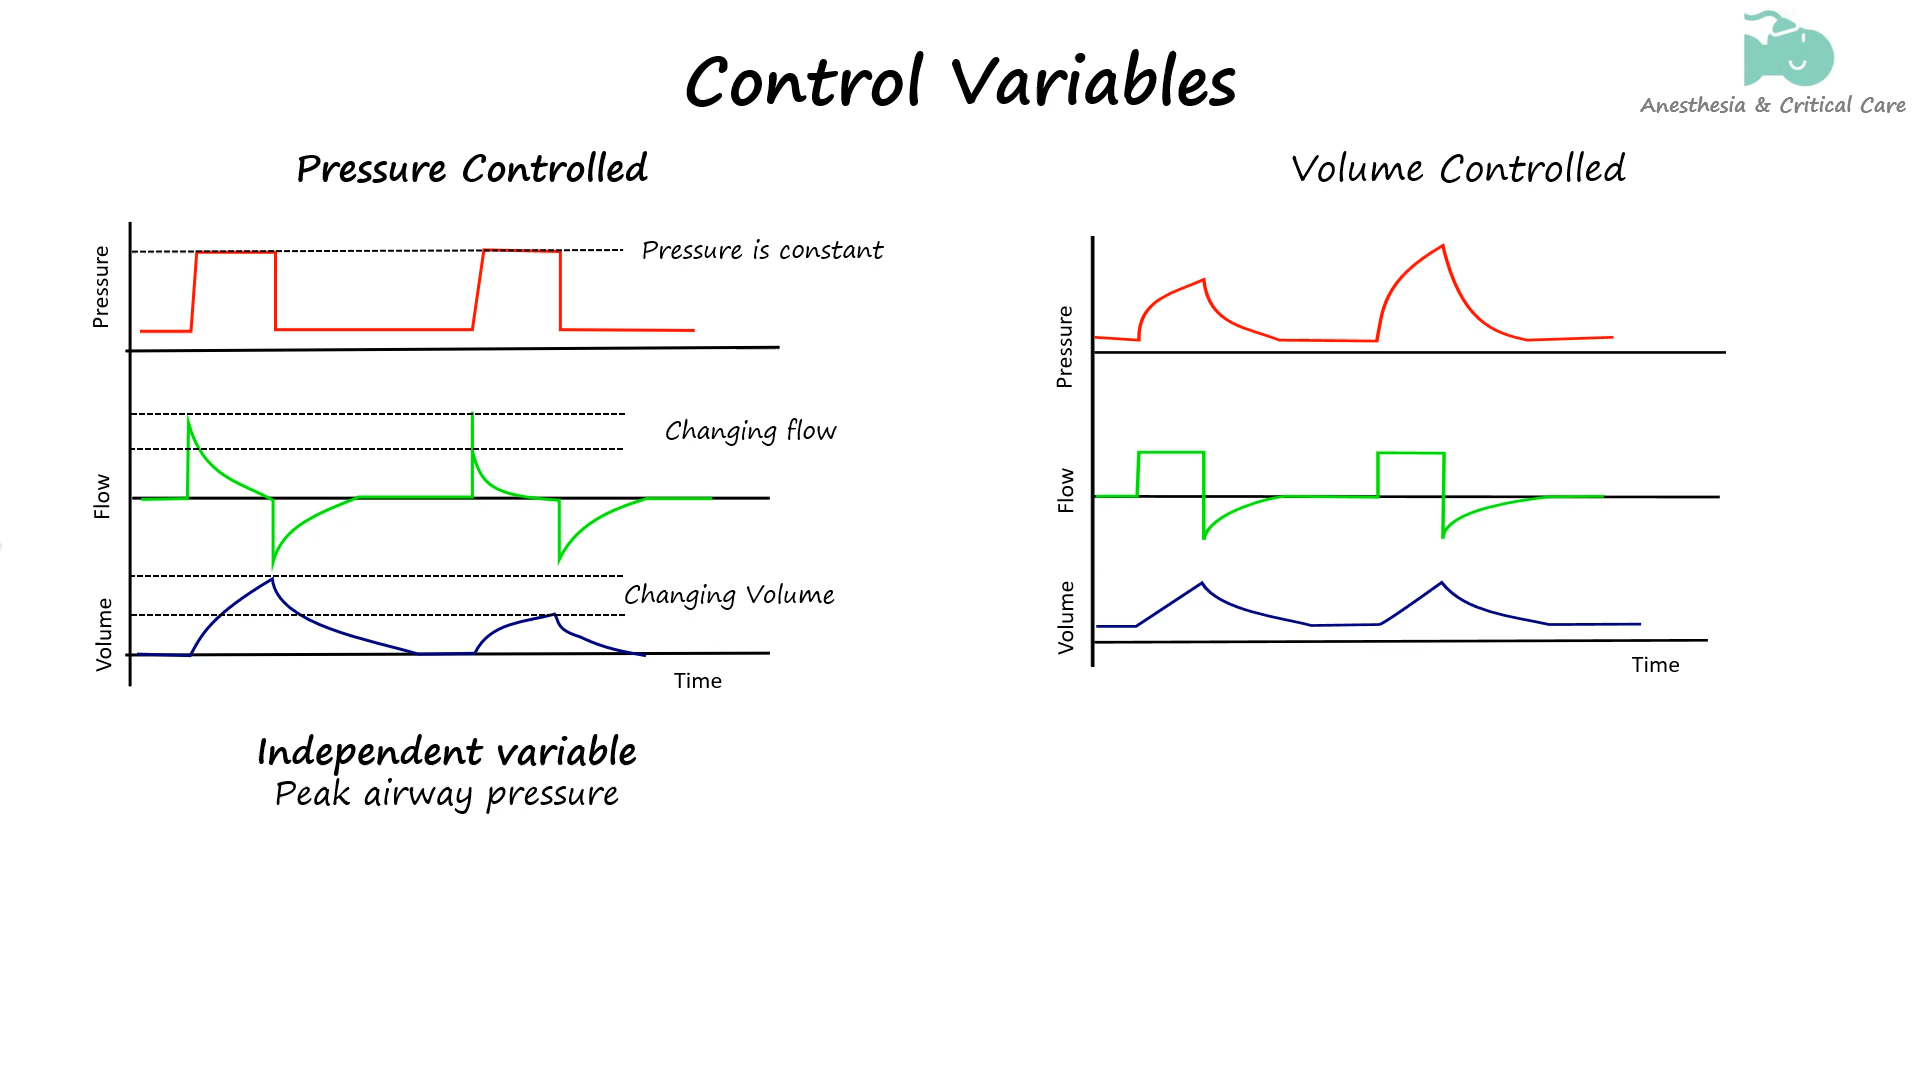 Control Variables
Anesthesia & Critical Care
Pressure Controlled
Pressure
Pressure is constant
Flow
Changing flow
Volume
Changing Volume
Time
Independent variable
Peak airway pressure
Volume Controlled
Pressure
Flow
Volume
Time